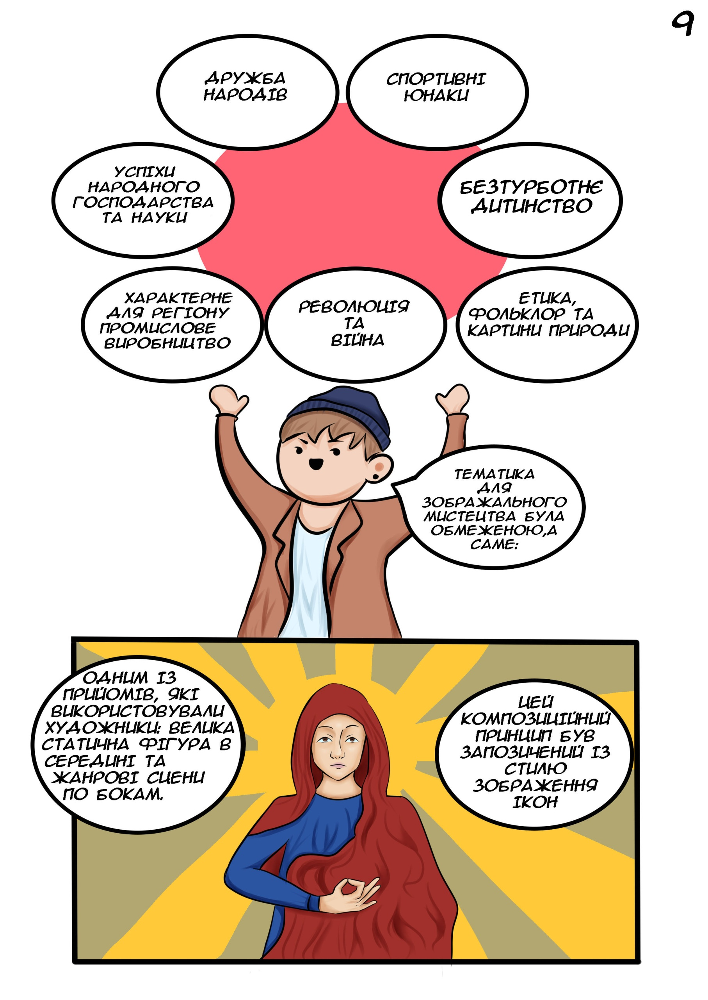 9
ДРУЖБА
НАРОДІВ
СПОРТИВНІ
ЮНАКИ
УСПІХИ
НАРОДНОГО
ГОСПОДАРСТВА
ТА НАУКИ
БЕЗТУРБОТНЄ
ДИТИНСТВО
ХАРАКТЕРНЕ
ДЛЯ РЕГІОНУ
ПРОМИСЛОВЕ
ВИРОБНИЦТВО
РЕВОЛЮЦІЯ
ТА
ВІЙНА
ЕТИКА,
ФОЛЬКЛОР ТА
КАРТИНИ ПРИРОДИ
ТЕМАТИКА
ДЛЯ
ЗОБРАЖАЛЬНОГО
МИСТЕЦТВА БУЛА
ОБМЕЖЕНОЮ,А
САМЕ:
ОДНИМ ІЗ
ПРИЙОМІВ, ЯКІ
ВИКОРИСТОВУВАЛИ
ХУДОЖНИКИ: ВЕЛИКА
СТАТИЧНА ФІГУРА В
СЕРЕДИНІ ТА
ЖАНРОВІ СЦЕНИ
ПО БОКАМ.
ЦЕЙ
КОМПОЗИЦІЙНИЙ
ПРИНЦИП БУВ
ЗАПОЗИЧЕНИЙ ІЗ
СТИЛЮ
ЗОБРАЖЕННЯ
ІКОН